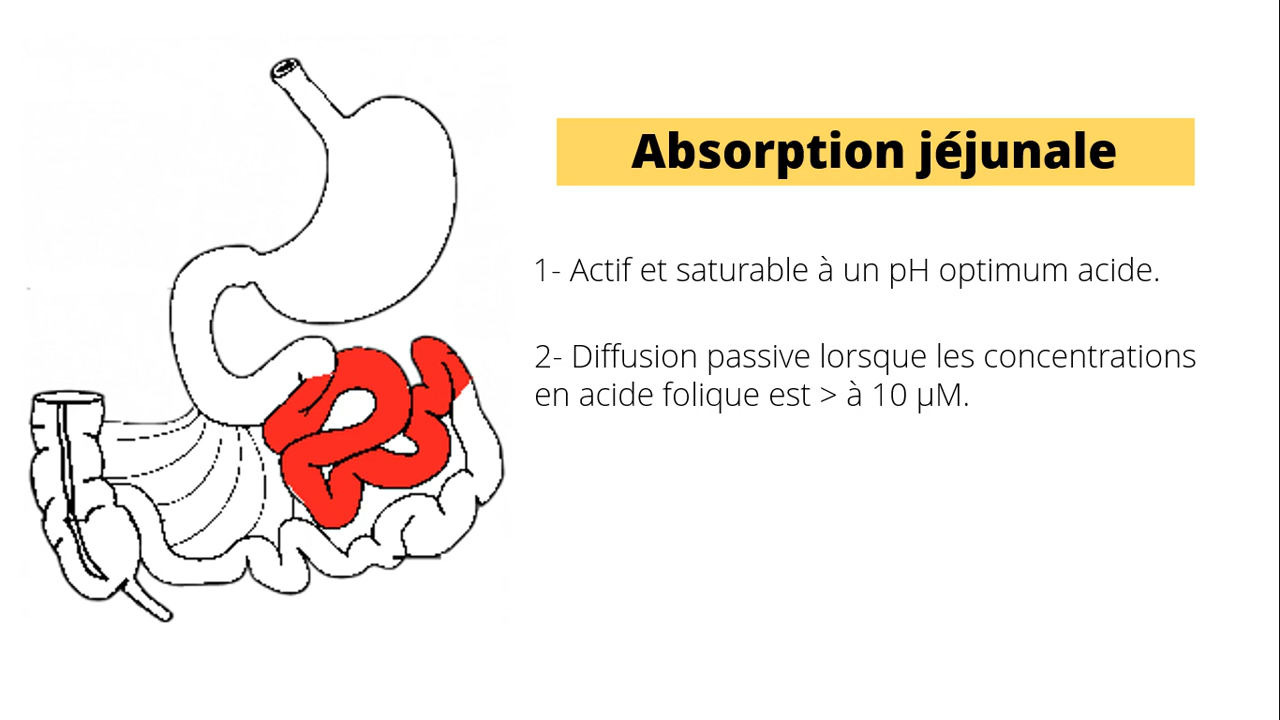 Absorption jéjunale
1- Actif et saturable à un pH optimum acide.
2- Diffusion passive lorsque les concentrations
en acide folique est > à 10 µM.